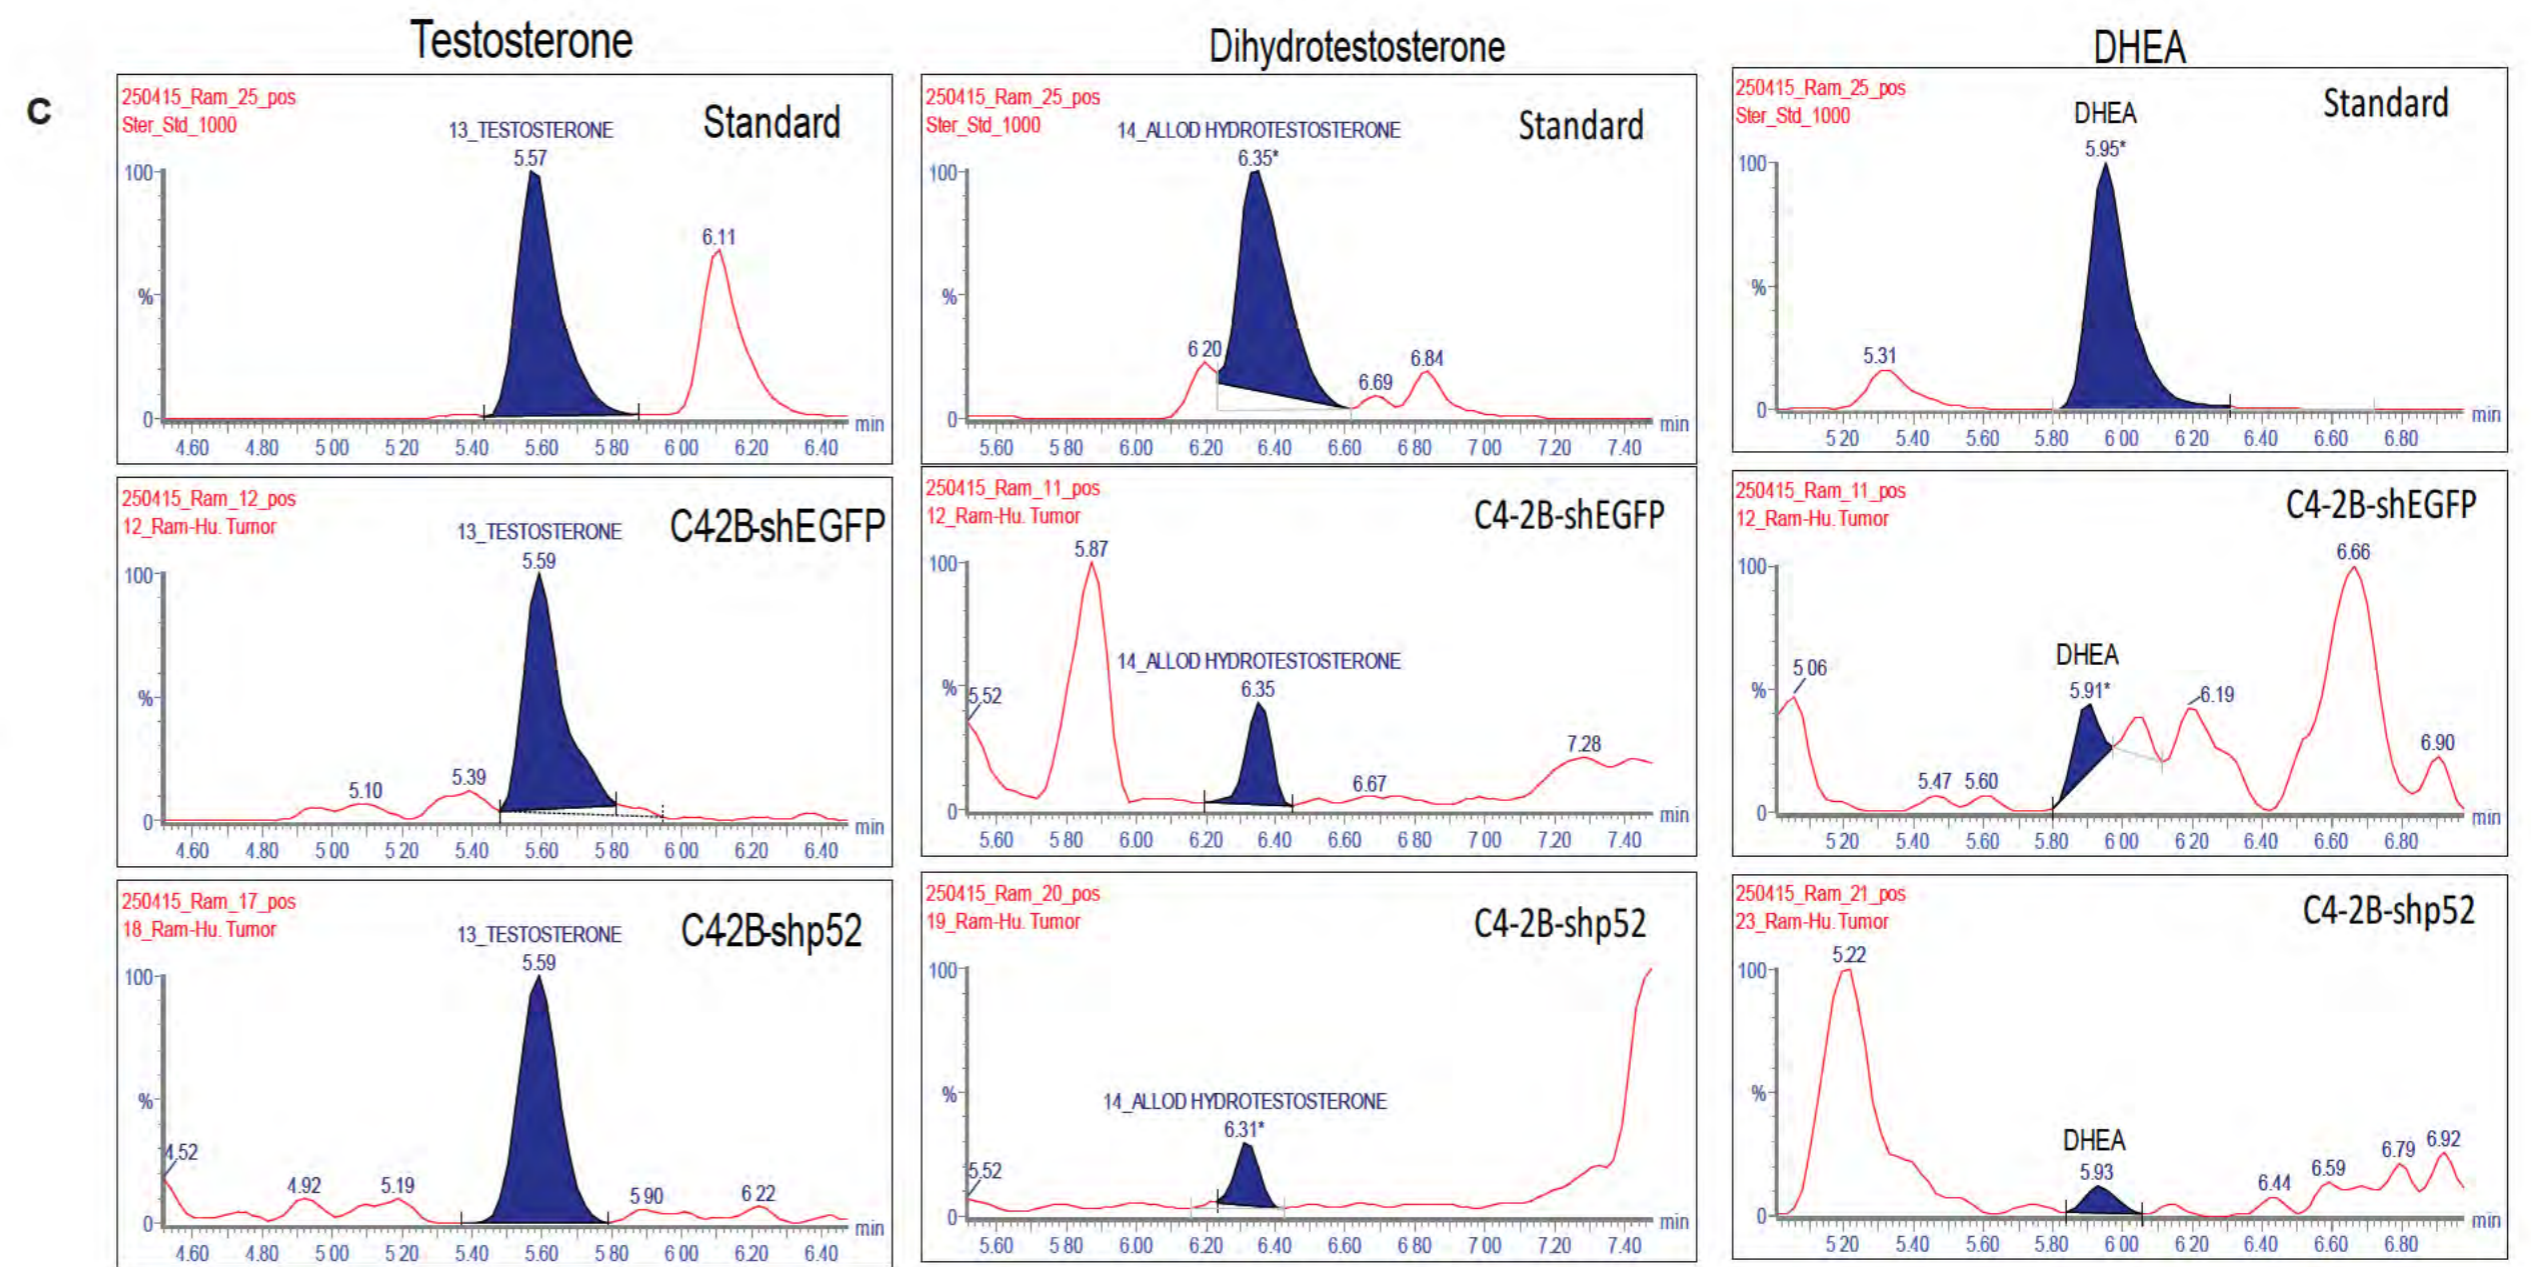 C
Testosterone
Dihydrotestosterone
DHEA
250415_Ram_25_pos
Ster_Std_1000
Standard
13_TESTOSTERONE
5.57
6.11
100
%
0
4.60 4.80 5 00 5 20 5.40 5.60 5 80 6 00 6.20 6.40
min
250415_Ram_25_pos
Ster_Std_1000
Standard
14_ALLOD HYDROTESTOSTERONE
6.35*
6 20
6.69
6.84
100
%
0
5.60 5 80 6.00 6.20 6.40 6.60 6 80 7 00 7.20 7.40
min
250415_Ram_25_pos
Ster_Std_1000
Standard
DHEA
5.95*
5.31
100
%
0
5 20 5.40 5.60 5.80 6 00 6 20 6.40 6.60 6.80
min
250415_Ram_12_pos
12_Ram-Hu. Tumor
C42B-shEGFP
13_TESTOSTERONE
5.59
5.10
5.39
100
%
0
4.60 4.80 5 00 5 20 5.40 5.60 5 80 6 00 6.20 6.40
min
250415_Ram_11_pos
12_Ram-Hu. Tumor
C4-2B-shEGFP
5.87
14_ALLOD HYDROTESTOSTERONE
6.35
5.52
6.67
7.28
100
%
0
5.60 5 80 6.00 6.20 6.40 6.60 6 80 7 00 7.20 7.40
min
250415_Ram_11_pos
12_Ram-Hu. Tumor
C4-2B-shEGFP
6.66
DHEA
5.91*
5 06
6.19
5.47
5.60
6.90
100
%
0
5 20 5.40 5.60 5.80 6 00 6 20 6.40 6.60 6.80
min
250415_Ram_17_pos
18_Ram-Hu. Tumor
C42B-shp52
13_TESTOSTERONE
5.59
4.52
4.92
5.19
5 90
6 22
100
%
0
4.60 4.80 5 00 5 20 5.40 5.60 5 80 6 00 6.20 6.40
min
250415_Ram_20_pos
19_Ram-Hu. Tumor
C4-2B-shp52
14_ALLOD HYDROTESTOSTERONE
6.31*
5.52
100
%
0
5.60 5 80 6.00 6.20 6.40 6.60 6 80 7 00 7.20 7.40
min
250415_Ram_21_pos
23_Ram-Hu. Tumor
C4-2B-shp52
5.22
DHEA
5.93
6.44
6.59
6.79
6.92
100
%
0
5 20 5.40 5.60 5.80 6 00 6 20 6.40 6.60 6.80
min